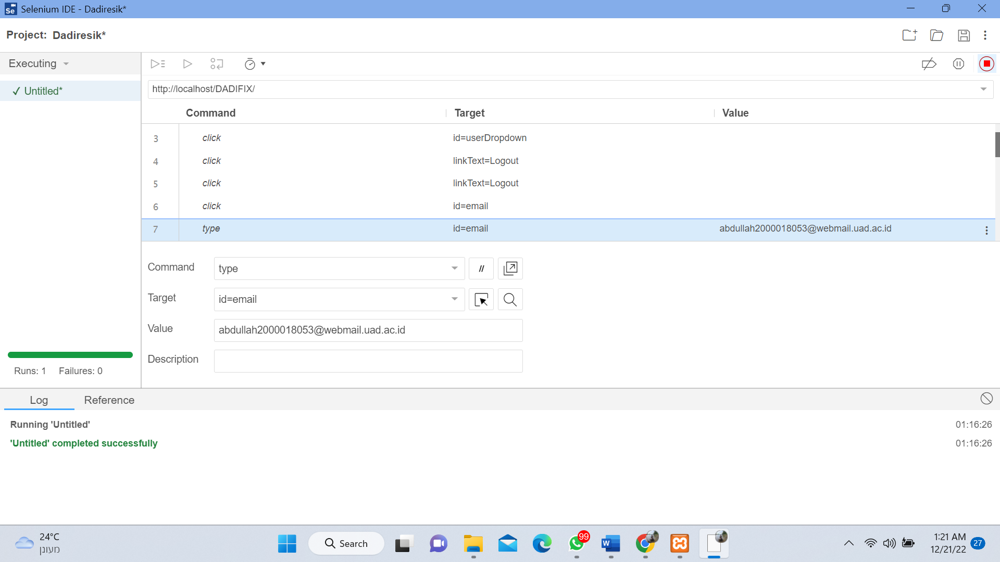 Selenium IDE - Dadiresik*
Project: Dadiresik*
Executing
✓ Untitled*
http://localhost/DADIFIX/
Command Target Value
3 click id=userDropdown
4 click linkText=Logout
5 click linkText=Logout
6 click id=email
7 type id=email abdullah2000018053@webmail.uad.ac.id
Command type //
Target id=email
Value abdullah2000018053@webmail.uad.ac.id
Description
Runs: 1 Failures: 0
Log Reference
Running 'Untitled' 01:16:26
'Untitled' completed successfully 01:16:26
24°C
מעונן
Search
99
1:21 AM
12/21/22
27